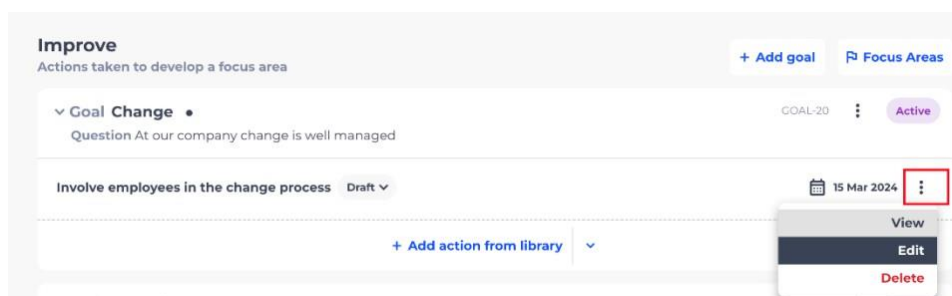 Improve
Actions taken to develop a focus area
+ Add goal
Focus Areas
Goal Change •
GOAL-20
Active
Question At our company change is well managed
Involve employees in the change process
Draft
15 Mar 2024
View
+ Add action from library
Edit
Delete